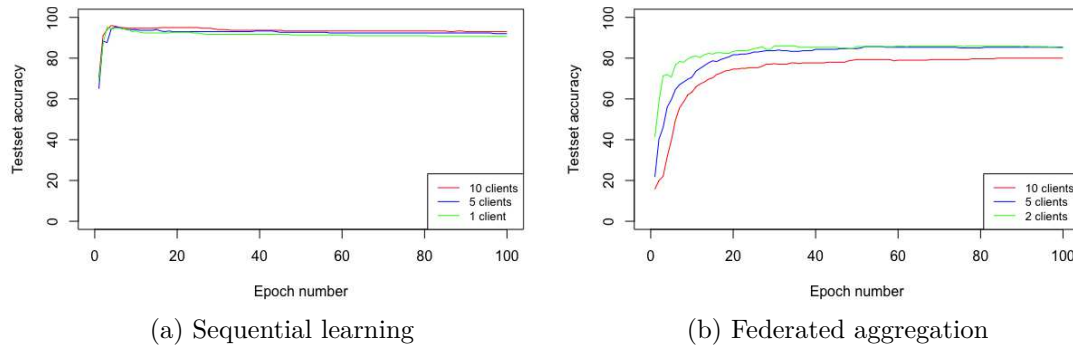 100
80
60
40
20
0
Testset accuracy
10 clients
5 clients
1 client
0 20 40 60 80 100
Epoch number
(a) Sequential learning
100
80
60
40
20
0
Testset accuracy
10 clients
5 clients
2 clients
0 20 40 60 80 100
Epoch number
(b) Federated aggregation